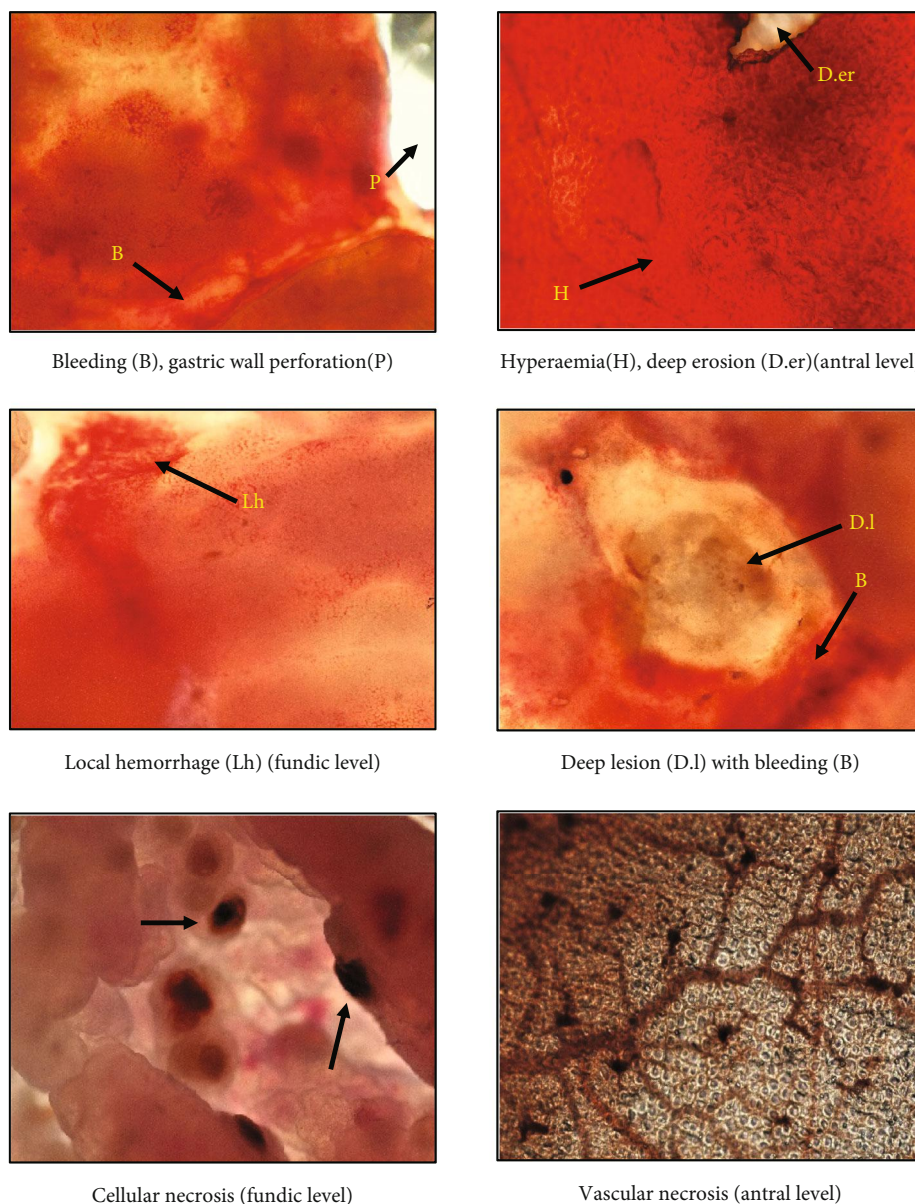 P
B
Bleeding (B), gastric wall perforation(P)
D.er
H
Hyperaemia(H), deep erosion (D.er)(antral level
Lh
Local hemorrhage (Lh) (fundic level)
D.l
B
Deep lesion (D.l) with bleeding (B)
Cellular necrosis (fundic level)
Vascular necrosis (antral level)